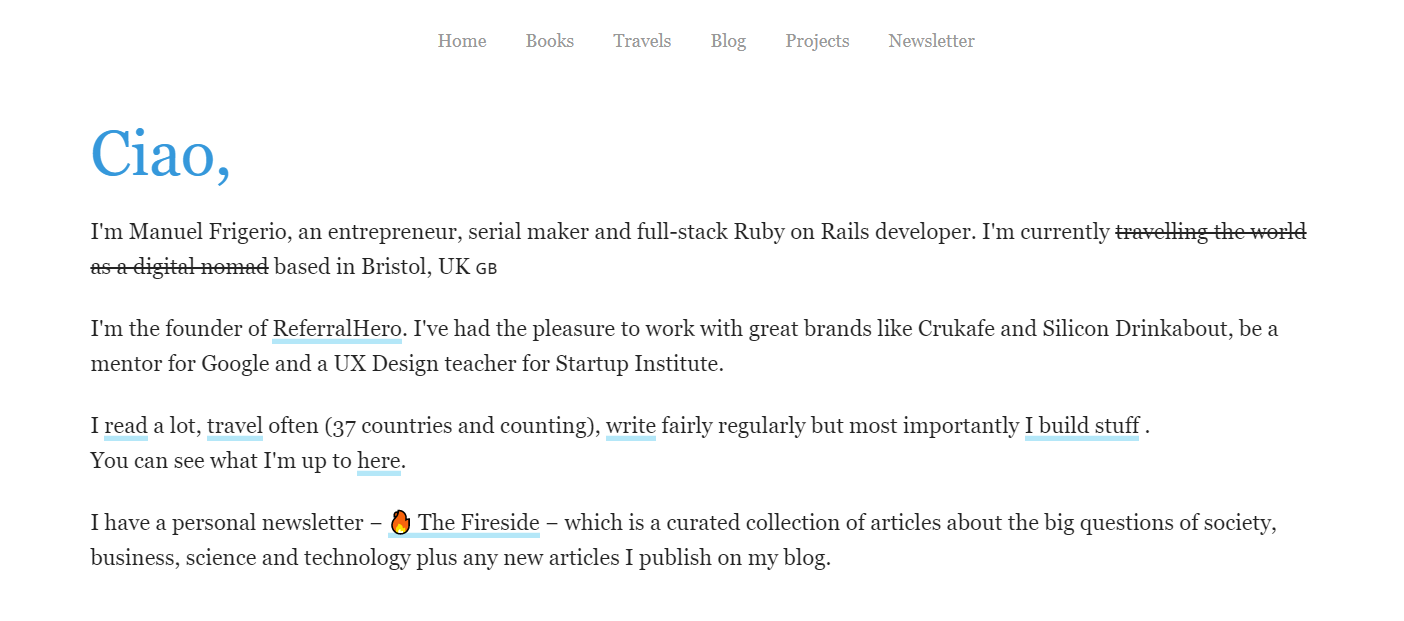 Home Books Travels Blog Projects Newsletter
Ciao,
I'm Manuel Frigerio, an entrepreneur, serial maker and full-stack Ruby on Rails developer. I'm currently travelling the world
as a digital nomad based in Bristol, UK GB
I'm the founder of ReferralHero. I've had the pleasure to work with great brands like Crukafe and Silicon Drinkabout, be a
mentor for Google and a UX Design teacher for Startup Institute.
I read a lot, travel often (37 countries and counting), write fairly regularly but most importantly I build stuff .
You can see what I'm up to here.
I have a personal newsletter – 🔥 The Fireside – which is a curated collection of articles about the big questions of society,
business, science and technology plus any new articles I publish on my blog.